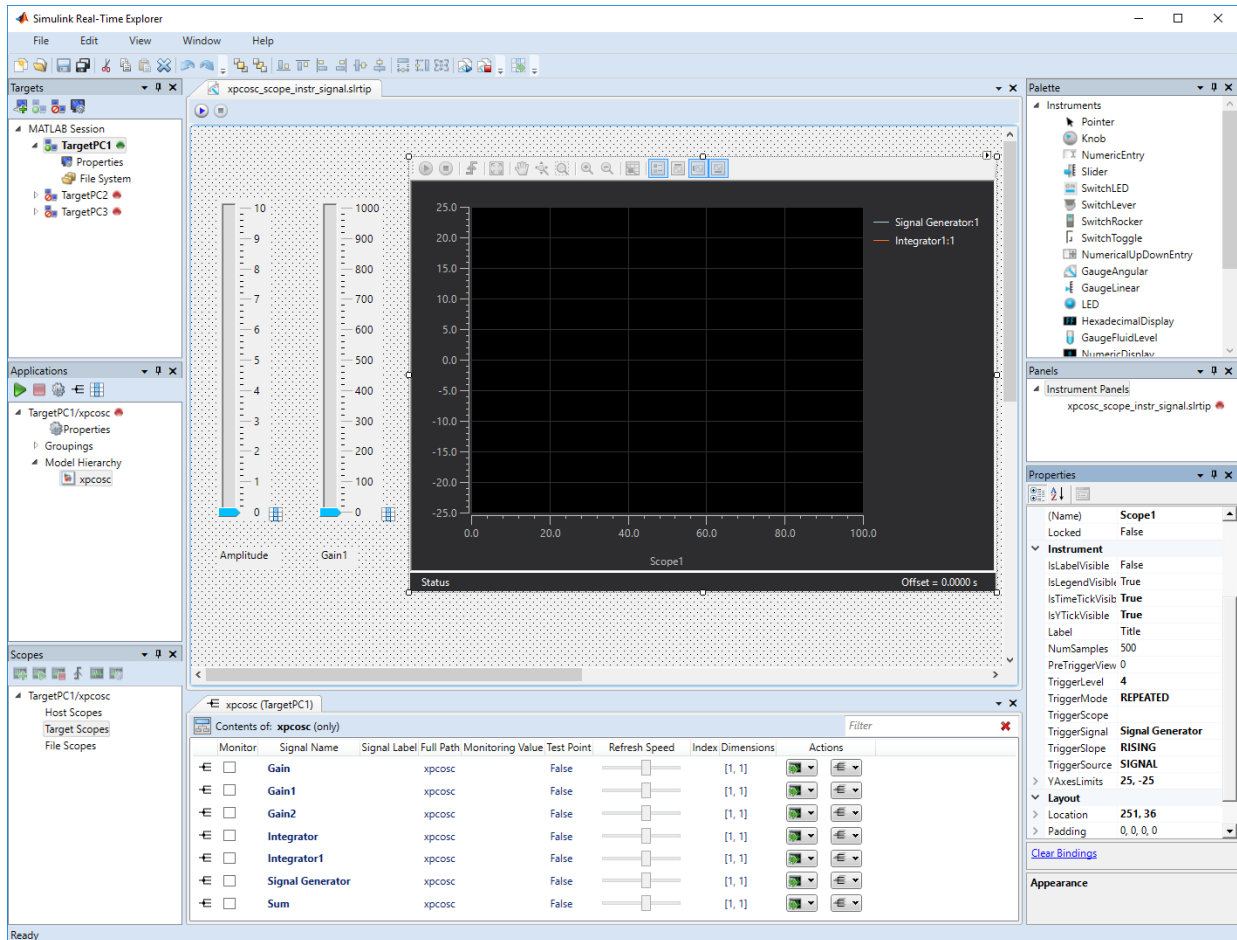 Simulink Real-Time Explorer
File Edit View Window Help
Targets
MATLAB Session
TargetPC1
Properties
File System
TargetPC2
TargetPC3
Applications
TargetPC1/xpcosc
Properties
Groupings
Model Hierarchy
xpcosc
Scopes
TargetPC1/xpcosc
Host Scopes
Target Scopes
File Scopes
xpcosc_scope_instr_signal.slrtip
10
9
8
7
6
5
4
3
2
1
0
Amplitude
1000
900
800
700
600
500
400
300
200
100
0
Gain1
25.0
20.0
15.0
10.0
5.0
0.0
-5.0
-10.0
-15.0
-20.0
-25.0
0.0 20.0 40.0 60.0 80.0 100.0
Scope1
Signal Generator:1
Integrator1:1
Status Offset = 0.0000 s
xpcosc (TargetPC1)
Contents of: xpcosc (only) Filter
Monitor Signal Name Signal Label Full Path Monitoring Value Test Point Refresh Speed Index Dimensions Actions
Gain xpcosc False [1, 1]
Gain1 xpcosc False [1, 1]
Gain2 xpcosc False [1, 1]
Integrator xpcosc False [1, 1]
Integrator1 xpcosc False [1, 1]
Signal Generator xpcosc False [1, 1]
Sum xpcosc False [1, 1]
Palette
Instruments
Pointer
Knob
NumericEntry
Slider
SwitchLED
SwitchLever
SwitchRocker
SwitchToggle
NumericalUpDownEntry
GaugeAngular
GaugeLinear
LED
HexadecimalDisplay
GaugeFluidLevel
NumericDisplay
Panels
Instrument Panels
xpcosc_scope_instr_signal.slrtip
Properties
(Name) Scope1
Locked False
Instrument
IsLabelVisible False
IsLegendVisible True
IsTimeTickVisib True
IsYTickVisible True
Label Title
NumSamples 500
PreTriggerView 0
TriggerLevel 4
TriggerMode REPEATED
TriggerScope
TriggerSignal Signal Generator
TriggerSlope RISING
TriggerSource SIGNAL
YAxesLimits 25, -25
Layout
Location 251, 36
Padding 0, 0, 0, 0
Clear Bindings
Appearance
Ready